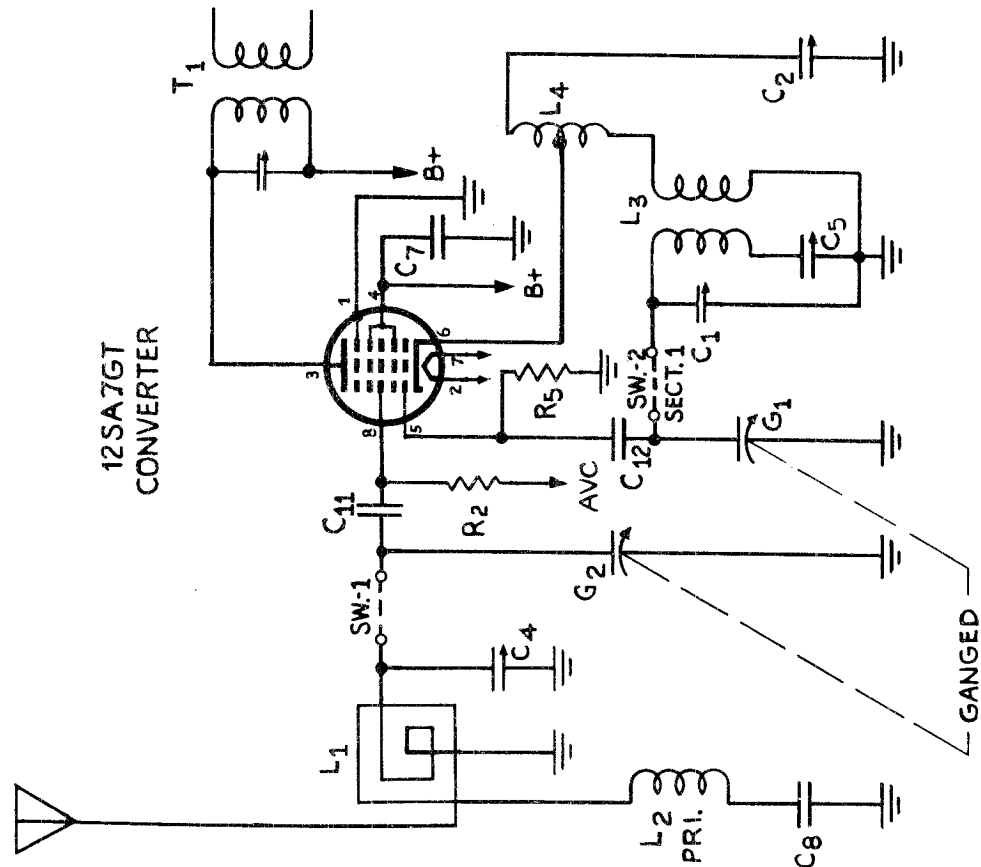 T1
12SA7GT
CONVERTER
B+
L4
C2
1
4
3
C7
8
5
6
7
2
B+
L3
C11
R5
SW.-2
SECT.1
C5
C1
SW.-1
R2
AVC
C12
G1
G2
L1
C4
GANGED
L2
PRI.
C8